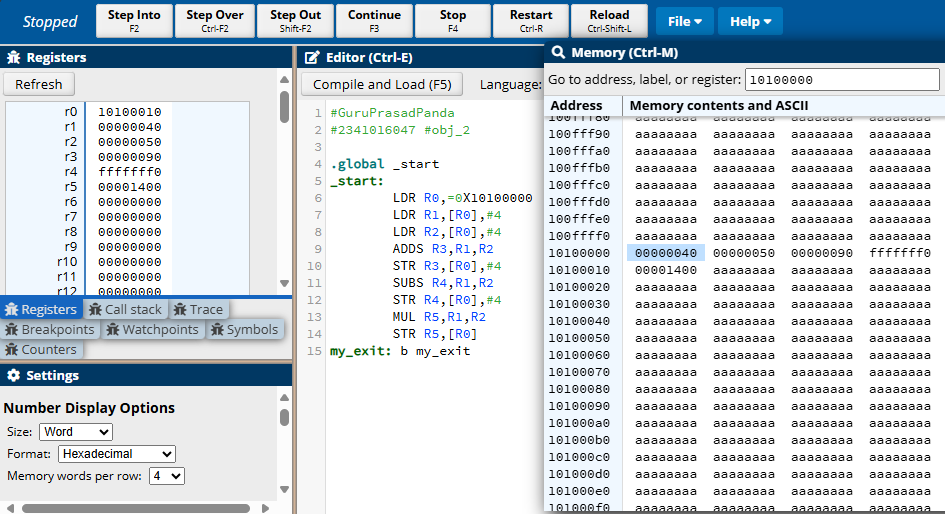 Stopped
Step Into
F2
Step Over
Ctrl-F2
Step Out
Shift-F2
Continue
F3
Stop
F4
Restart
Ctrl-R
Reload
Ctrl-Shift-L
File
Help
Registers
Refresh
r0 10100010
r1 00000040
r2 00000050
r3 00000090
r4 fffffff0
r5 00001400
r6 00000000
r7 00000000
r8 00000000
r9 00000000
r10 00000000
r11 00000000
r12 00000000
Registers Call stack Trace
Breakpoints Watchpoints Symbols
Counters
Settings
Number Display Options
Size: Word
Format: Hexadecimal
Memory words per row: 4
Editor (Ctrl-E)
Compile and Load (F5) Language:
1 #GuruPrasadPanda
2 #2341016047 #obj_2
3
4 .global _start
5 _start:
6 LDR R0,=0X10100000
7 LDR R1,[R0],#4
8 LDR R2,[R0],#4
9 ADDS R3,R1,R2
10 STR R3,[R0],#4
11 SUBS R4,R1,R2
12 STR R4,[R0],#4
13 MUL R5,R1,R2
14 STR R5,[R0]
15 my_exit: b my_exit
Memory (Ctrl-M)
Go to address, label, or register: 10100000
Address Memory contents and ASCII
100fff80 aaaaaaaa aaaaaaaa aaaaaaaa aaaaaaaa
100fff90 aaaaaaaa aaaaaaaa aaaaaaaa aaaaaaaa
100fffa0 aaaaaaaa aaaaaaaa aaaaaaaa aaaaaaaa
100fffb0 aaaaaaaa aaaaaaaa aaaaaaaa aaaaaaaa
100fffc0 aaaaaaaa aaaaaaaa aaaaaaaa aaaaaaaa
100fffd0 aaaaaaaa aaaaaaaa aaaaaaaa aaaaaaaa
100fffe0 aaaaaaaa aaaaaaaa aaaaaaaa aaaaaaaa
100ffff0 aaaaaaaa aaaaaaaa aaaaaaaa aaaaaaaa
10100000 00000040 00000050 00000090 fffffff0
10100010 00001400 aaaaaaaa aaaaaaaa aaaaaaaa
10100020 aaaaaaaa aaaaaaaa aaaaaaaa aaaaaaaa
10100030 aaaaaaaa aaaaaaaa aaaaaaaa aaaaaaaa
10100040 aaaaaaaa aaaaaaaa aaaaaaaa aaaaaaaa
10100050 aaaaaaaa aaaaaaaa aaaaaaaa aaaaaaaa
10100060 aaaaaaaa aaaaaaaa aaaaaaaa aaaaaaaa
10100070 aaaaaaaa aaaaaaaa aaaaaaaa aaaaaaaa
10100080 aaaaaaaa aaaaaaaa aaaaaaaa aaaaaaaa
10100090 aaaaaaaa aaaaaaaa aaaaaaaa aaaaaaaa
101000a0 aaaaaaaa aaaaaaaa aaaaaaaa aaaaaaaa
101000b0 aaaaaaaa aaaaaaaa aaaaaaaa aaaaaaaa
101000c0 aaaaaaaa aaaaaaaa aaaaaaaa aaaaaaaa
101000d0 aaaaaaaa aaaaaaaa aaaaaaaa aaaaaaaa
101000e0 aaaaaaaa aaaaaaaa aaaaaaaa aaaaaaaa
101000f0 aaaaaaaa aaaaaaaa aaaaaaaa aaaaaaaa